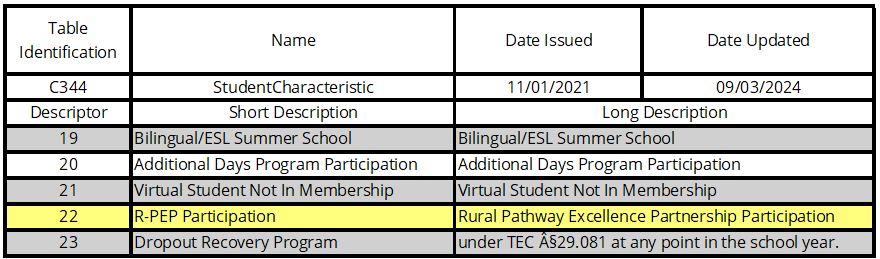 Table Identification Name Date Issued Date Updated
C344 StudentCharacteristic 11/01/2021 09/03/2024
Descriptor Short Description Long Description
19 Bilingual/ESL Summer School Bilingual/ESL Summer School
20 Additional Days Program Participation Additional Days Program Participation
21 Virtual Student Not In Membership Virtual Student Not In Membership
22 R-PEP Participation Rural Pathway Excellence Partnership Participation
23 Dropout Recovery Program under TEC Â§29.081 at any point in the school year.